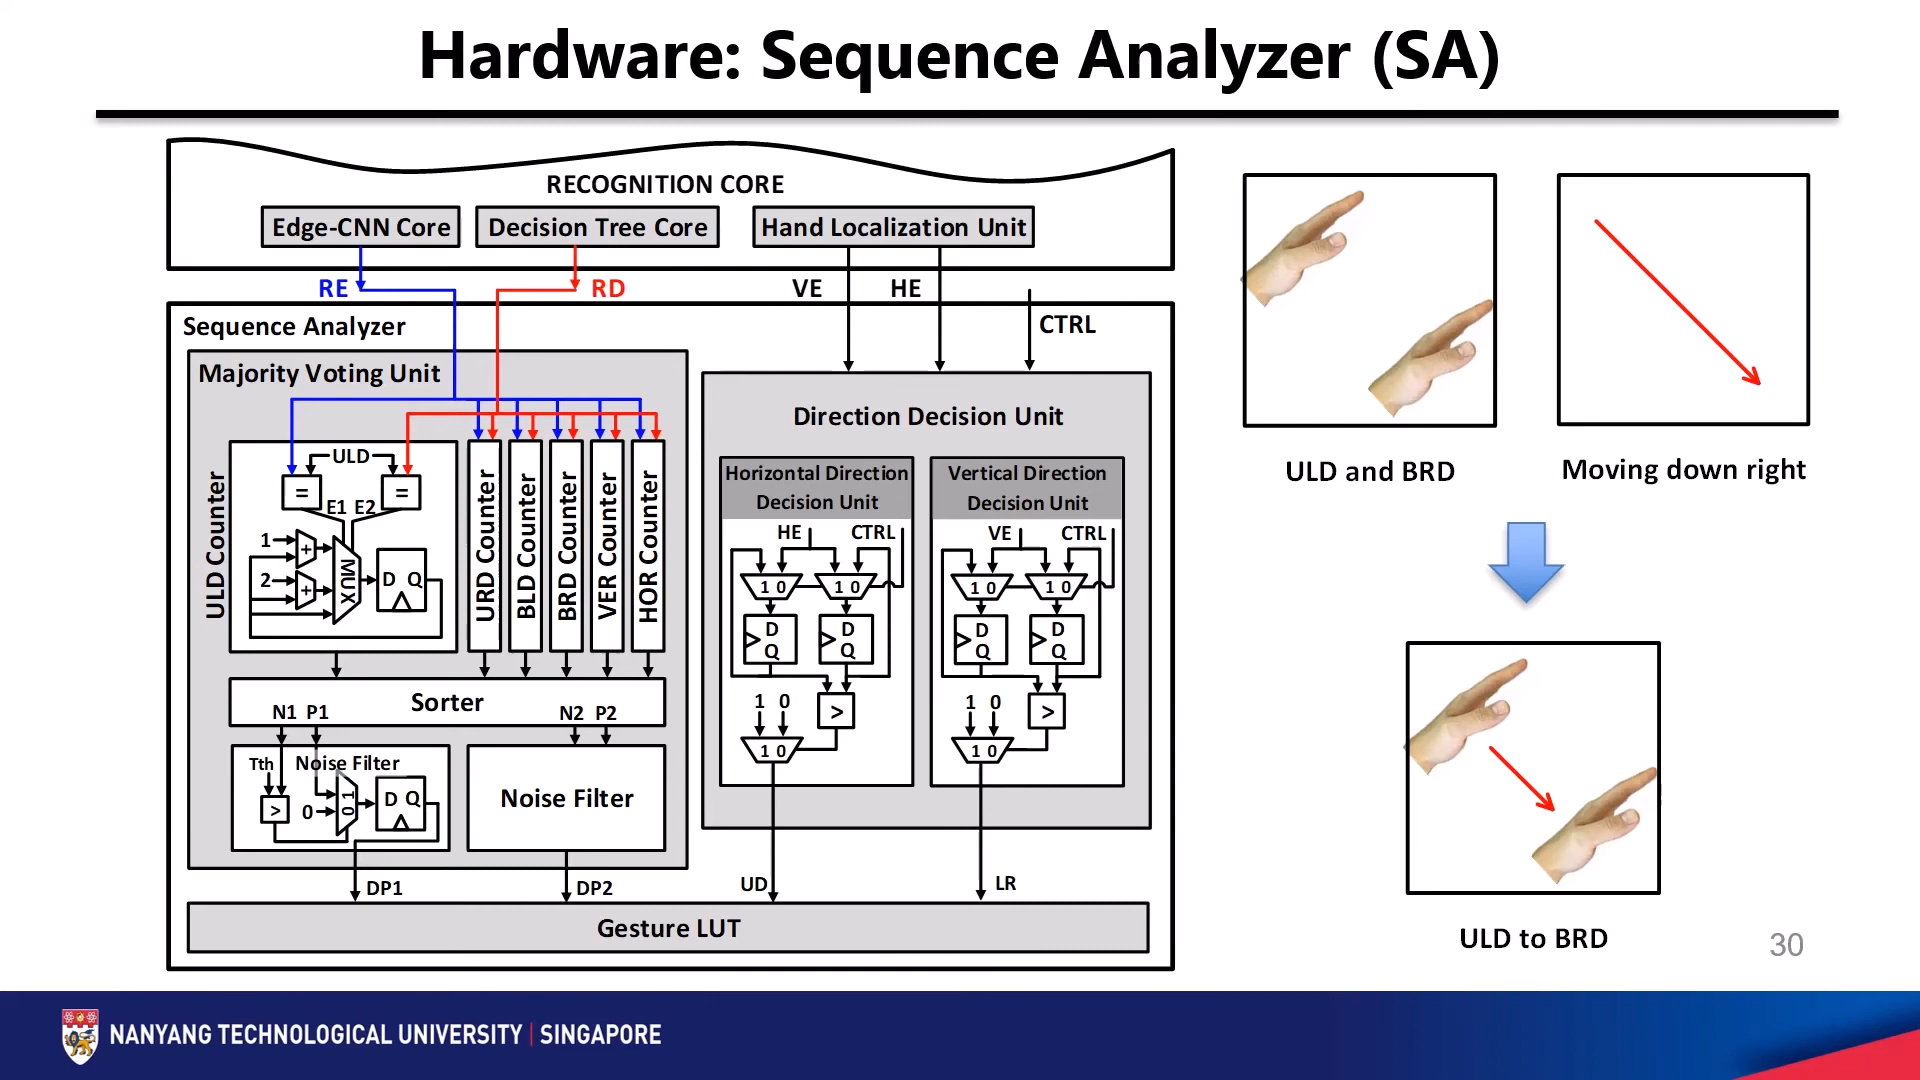 Hardware: Sequence Analyzer (SA)
RECOGNITION CORE
Edge-CNN Core
Decision Tree Core
Hand Localization Unit
RE
RD
VE
HE
CTRL
Sequence Analyzer
Majority Voting Unit
ULD Counter
ULD
=
=
E1 E2
1
+
2
+
MUX
D Q
URD Counter
BLD Counter
BRD Counter
VER Counter
HOR Counter
Sorter
N1 P1
N2 P2
Tth
Noise Filter
>
0
0 1
D Q
Noise Filter
DP1
DP2
Direction Decision Unit
Horizontal Direction
Decision Unit
HE
CTRL
1 0
1 0
D
Q
D
Q
1 0
>
1 0
Vertical Direction
Decision Unit
VE
CTRL
1 0
1 0
D
Q
D
Q
1 0
>
1 0
UD
LR
Gesture LUT
ULD and BRD
Moving down right
ULD to BRD
30
NANYANG TECHNOLOGICAL UNIVERSITY | SINGAPORE